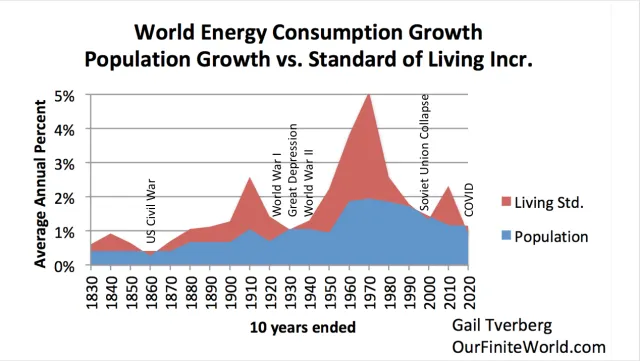 World Energy Consumption Growth
Population Growth vs. Standard of Living Incr.
Average Annual Percent
5%
4%
3%
2%
1%
0%
US Civil War
World War I
Great Depression
World War II
Soviet Union Collapse
COVID
Living Std.
Population
1830 1840 1850 1860 1870 1880 1890 1900 1910 1920 1930 1940 1950 1960 1970 1980 1990 2000 2010 2020
10 years ended
Gail Tverberg
OurFiniteWorld.com